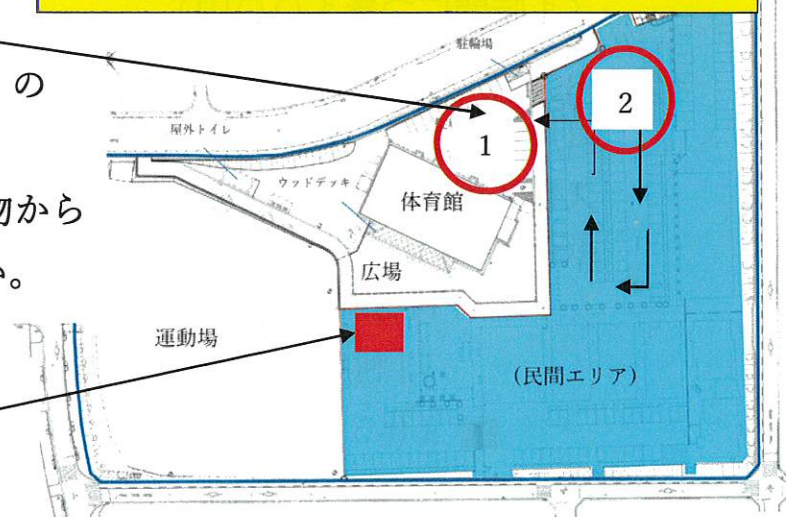 の
物から
い。
駐輪場
屋外トイレ
ウッドデッキ
1
2
体育館
広場
運動場
(民間エリア)